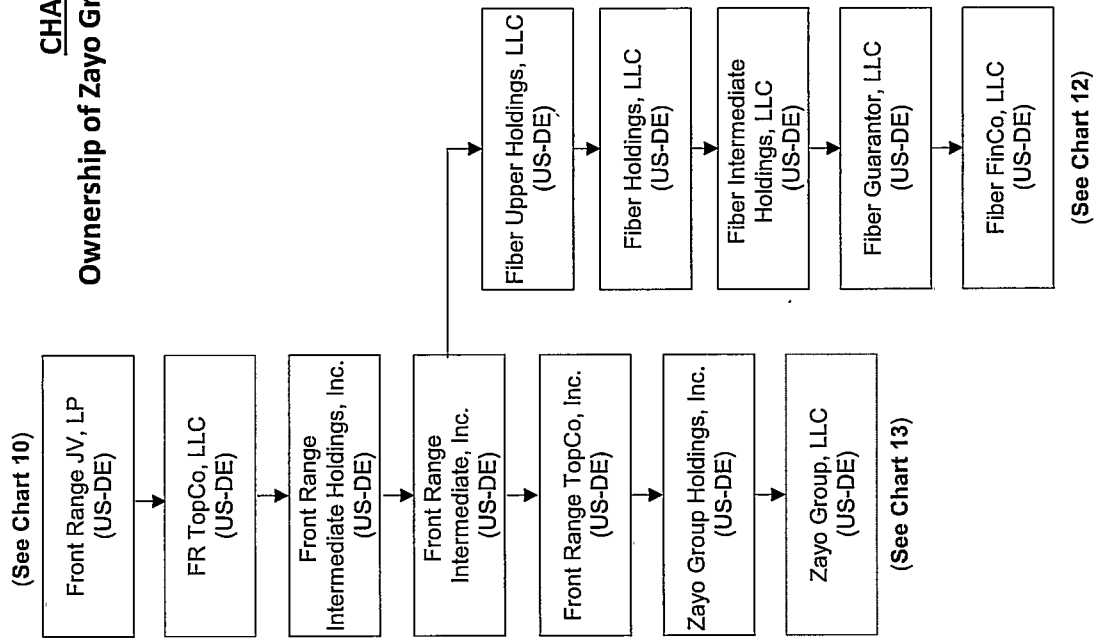 CHA
Ownership of Zayo Gr
(See Chart 10)
Front Range JV, LP
(US-DE)
FR TopCo, LLC
(US-DE)
Front Range
Intermediate Holdings, Inc.
(US-DE)
Front Range
Intermediate, Inc.
(US-DE)
Front Range TopCo, Inc.
(US-DE)
Zayo Group Holdings, Inc.
(US-DE)
Zayo Group, LLC
(US-DE)
(See Chart 13)
Fiber Upper Holdings, LLC
(US-DE)
Fiber Holdings, LLC
(US-DE)
Fiber Intermediate
Holdings, LLC
(US-DE)
Fiber Guarantor, LLC
(US-DE)
Fiber FinCo, LLC
(US-DE)
(See Chart 12)